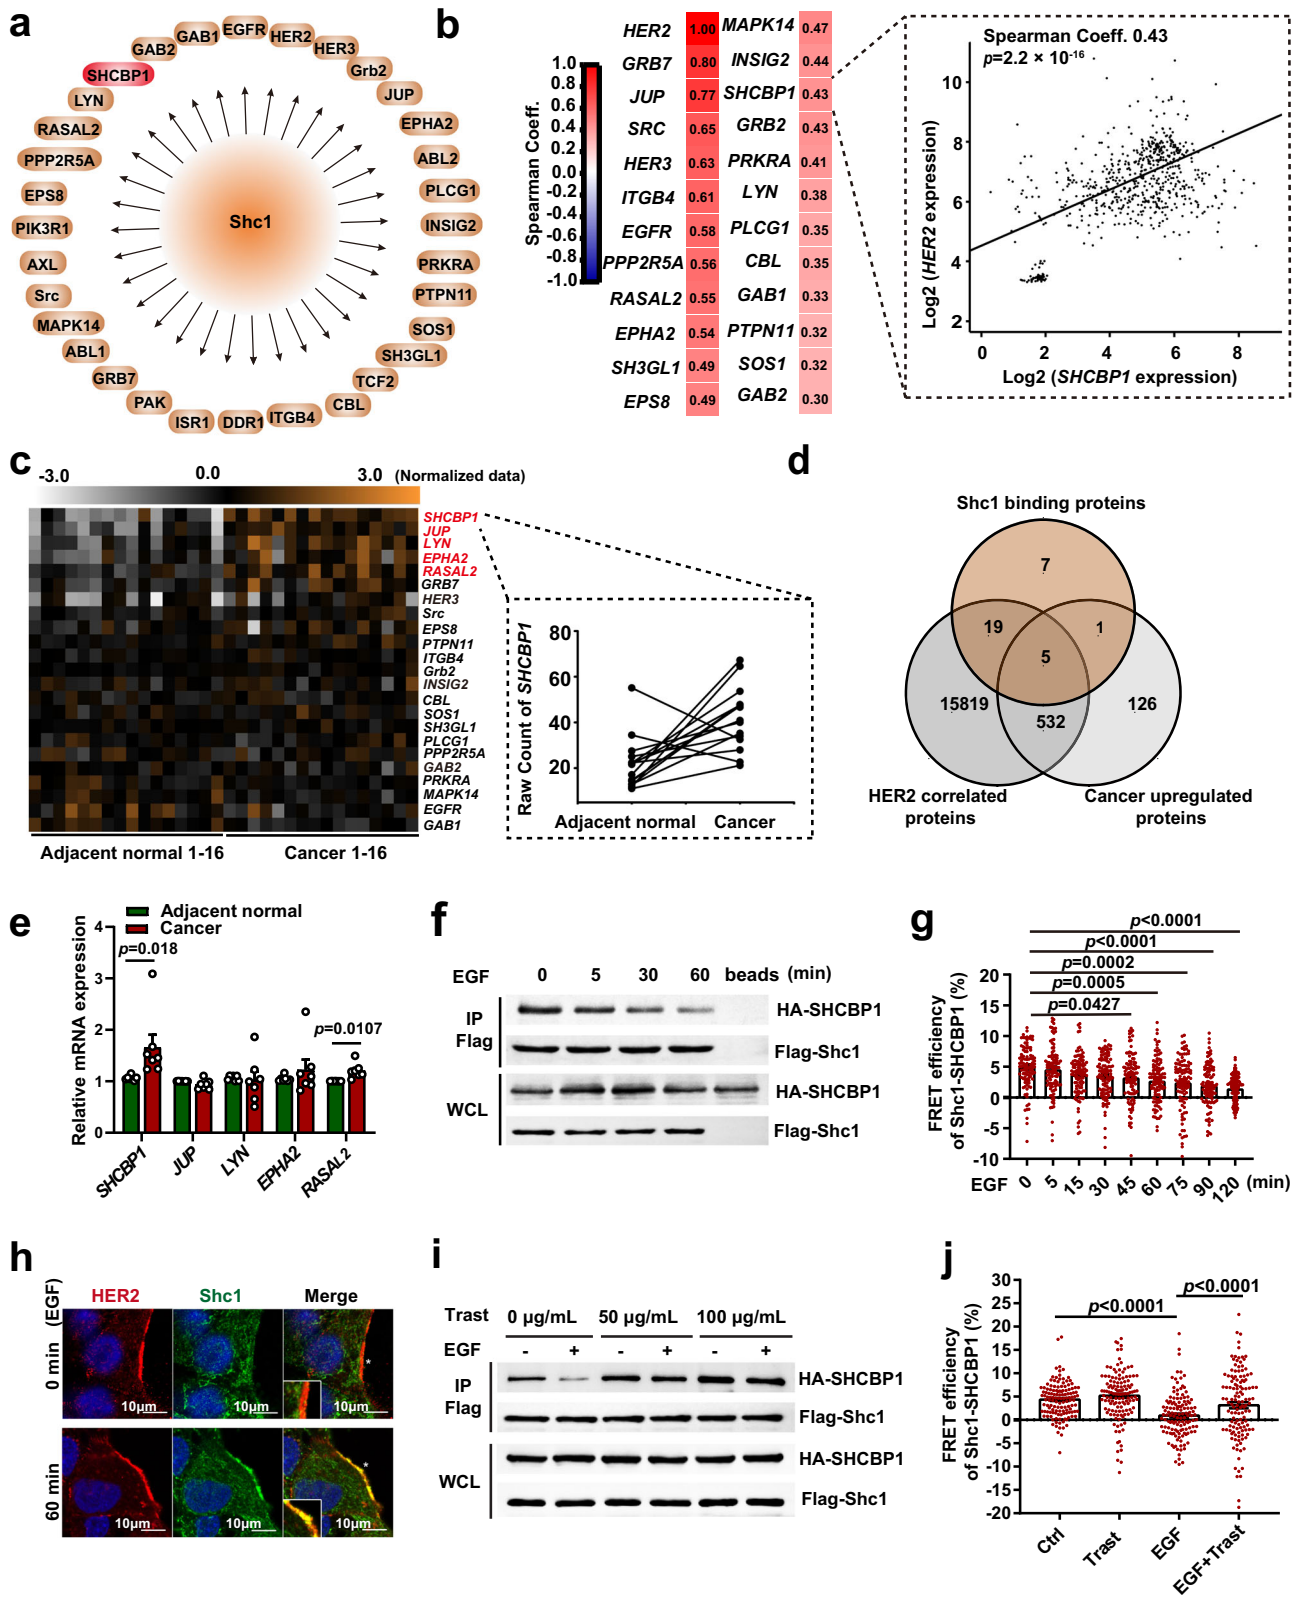 a
EGFR
GAB1
HER2
GAB2
HER3
SHCBP1
Grb2
LYN
JUP
RASAL2
EPHA2
PPP2R5A
ABL2
EPS8
PLCG1
PIK3R1
INSIG2
Shc1
AXL
PRKRA
Src
PTPN11
MAPK14
SOS1
ABL1
SH3GL1
GRB7
TCF2
PAK
CBL
ISR1
DDR1
ITGB4
b
Spearman Coeff.
1.0
0.8
0.6
0.4
0.2
0.0
-0.2
-0.4
-0.6
-0.8
-1.0
HER2 1.00 MAPK14 0.47
GRB7 0.80 INSIG2 0.44
JUP 0.77 SHCBP1 0.43
SRC 0.65 GRB2 0.43
HER3 0.63 PRKRA 0.41
ITGB4 0.61 LYN 0.38
EGFR 0.58 PLCG1 0.35
PPP2R5A 0.56 CBL 0.35
RASAL2 0.55 GAB1 0.33
EPHA2 0.54 PTPN11 0.32
SH3GL1 0.49 SOS1 0.32
EPS8 0.49 GAB2 0.30
Spearman Coeff. 0.43
p=2.2 × 10-16
Log2 (HER2 expression)
10
8
6
4
2
0 2 4 6 8
Log2 (SHCBP1 expression)
c
-3.0 0.0 3.0 (Normalized data)
SHCBP1
JUP
LYN
EPHA2
RASAL2
GRB7
HER3
Src
EPS8
PTPN11
ITGB4
Grb2
INSIG2
CBL
SOS1
SH3GL1
PLCG1
PPP2R5A
GAB2
PRKRA
MAPK14
EGFR
GAB1
Adjacent normal 1-16 Cancer 1-16
Raw Count of SHCBP1
80
60
40
20
Adjacent normal Cancer
d
Shc1 binding proteins
7
19
1
5
15819
532
126
HER2 correlated
proteins
Cancer upregulated
proteins
e
Adjacent normal
Cancer
Relative mRNA expression
4
3
2
1
0
p=0.018
p=0.0107
SHCBP1 JUP LYN EPHA2 RASAL2
f
EGF 0 5 30 60 beads (min)
IP
Flag
HA-SHCBP1
Flag-Shc1
WCL
HA-SHCBP1
Flag-Shc1
g
p<0.0001
p<0.0001
p=0.0002
p=0.0005
p=0.0427
FRET efficiency
of Shc1-SHCBP1 (%)
20
15
10
5
0
-5
-10
EGF 0 5 15 30 45 60 75 90 120 (min)
h
(EGF)
HER2 Shc1 Merge
0 min
10μm 10μm 10μm
*
60 min
10μm 10μm 10μm
*
i
Trast 0 μg/mL 50 μg/mL 100 μg/mL
EGF - + - + - +
IP
Flag
HA-SHCBP1
Flag-Shc1
WCL
HA-SHCBP1
Flag-Shc1
j
p<0.0001
p<0.0001
FRET efficiency
of Shc1-SHCBP1 (%)
30
25
20
15
10
5
0
-5
-10
-15
-20
Ctrl Trast EGF EGF+Trast